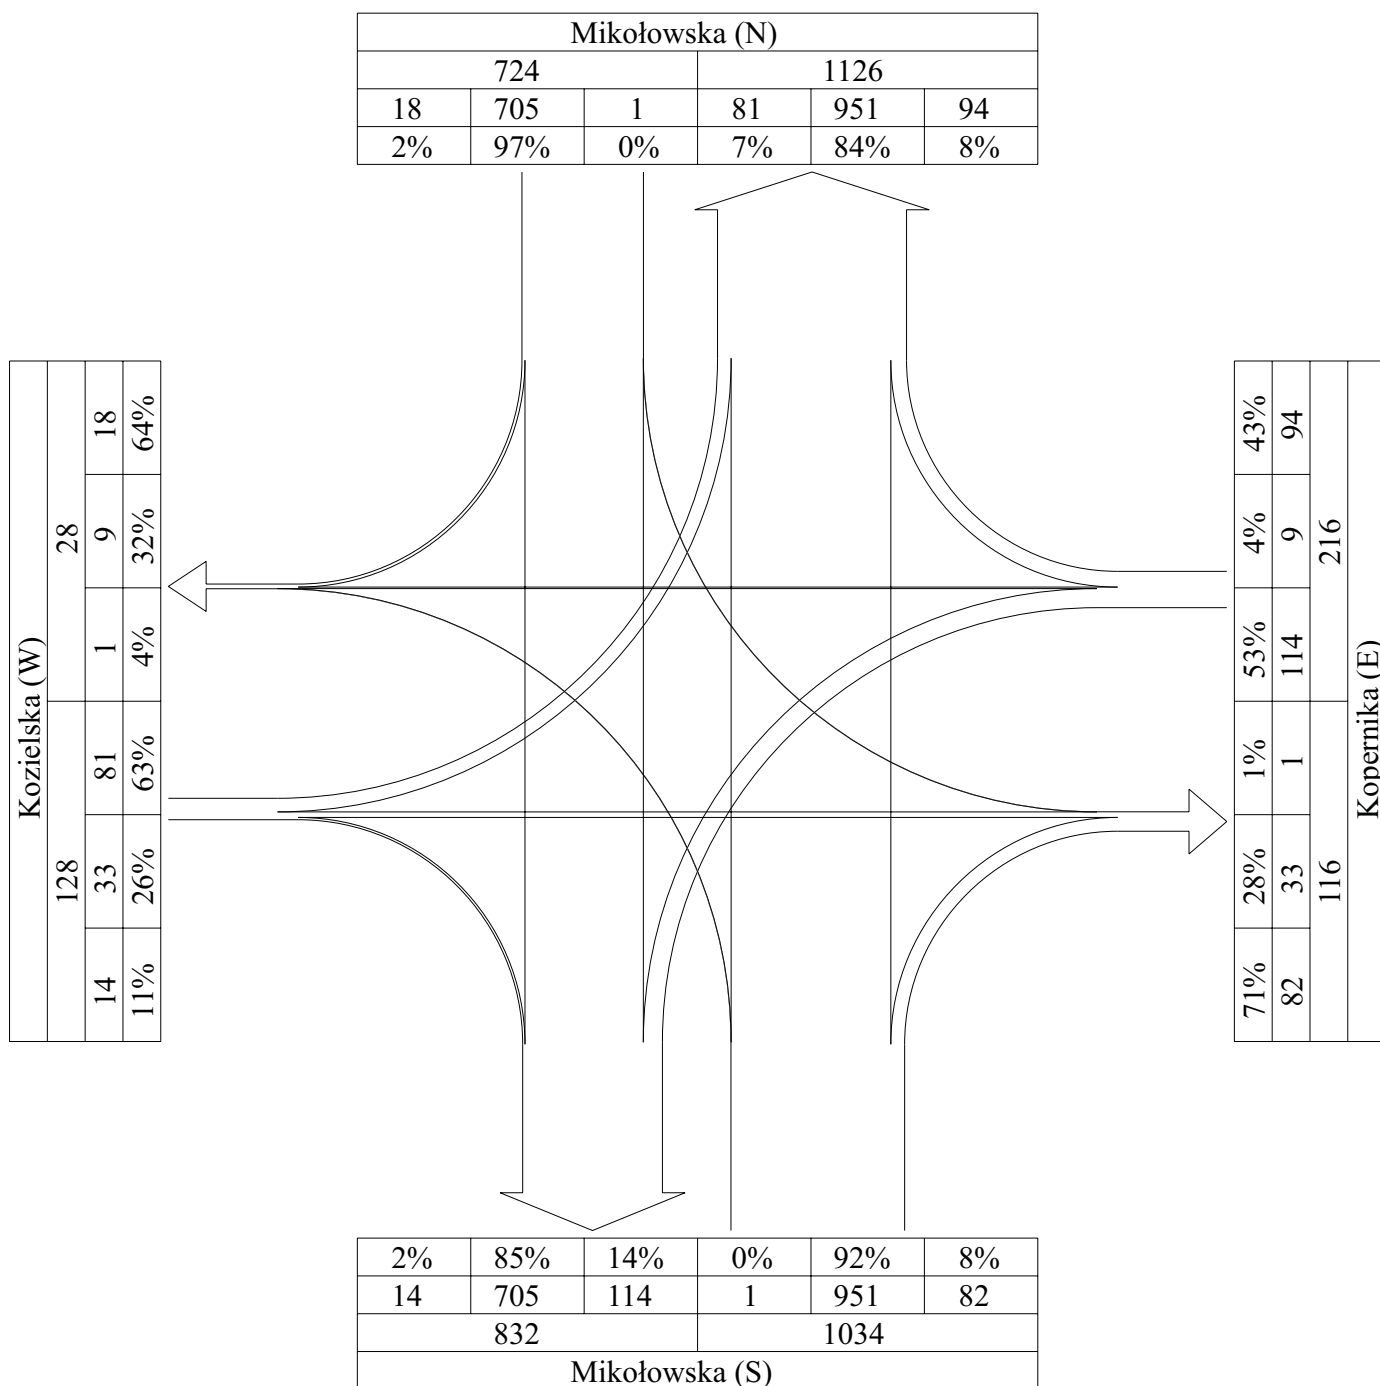 Mikołowska (N)
724 1126
18 705 1 81 951 94
2% 97% 0% 7% 84% 8%
Kozielska (W)
28 128
18 9 1 81 33 14
64% 32% 4% 63% 26% 11%
43% 4% 53% 1% 28% 71%
94 9 114 1 33 82
216 116
Kopernika (E)
2% 85% 14% 0% 92% 8%
14 705 114 1 951 82
832 1034
Mikołowska (S)